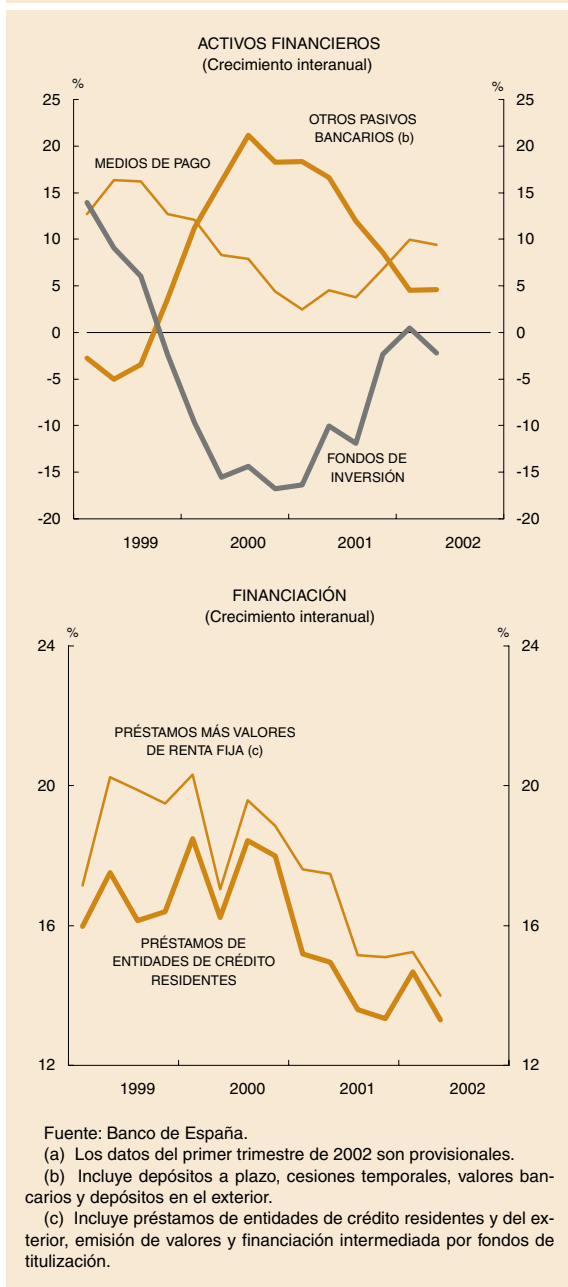 ACTIVOS FINANCIEROS
(Crecimiento interanual)
% %
25 25
OTROS PASIVOS
BANCARIOS (b)
20 20
MEDIOS DE PAGO
15 15
10 10
5 5
0 0
-5 -5
-10 -10
FONDOS DE
INVERSIÓN
-15 -15
-20 -20
1999 2000 2001 2002
FINANCIACIÓN
(Crecimiento interanual)
% %
24 24
PRÉSTAMOS MÁS VALORES
DE RENTA FIJA (c)
20 20
16 16
PRÉSTAMOS DE
ENTIDADES DE CRÉDITO
RESIDENTES
12 12
1999 2000 2001 2002
Fuente: Banco de España.
(a) Los datos del primer trimestre de 2002 son provisionales.
(b) Incluye depósitos a plazo, cesiones temporales, valores ban-
carios y depósitos en el exterior.
(c) Incluye préstamos de entidades de crédito residentes y del ex-
terior, emisión de valores y financiación intermediada por fondos de
titulización.